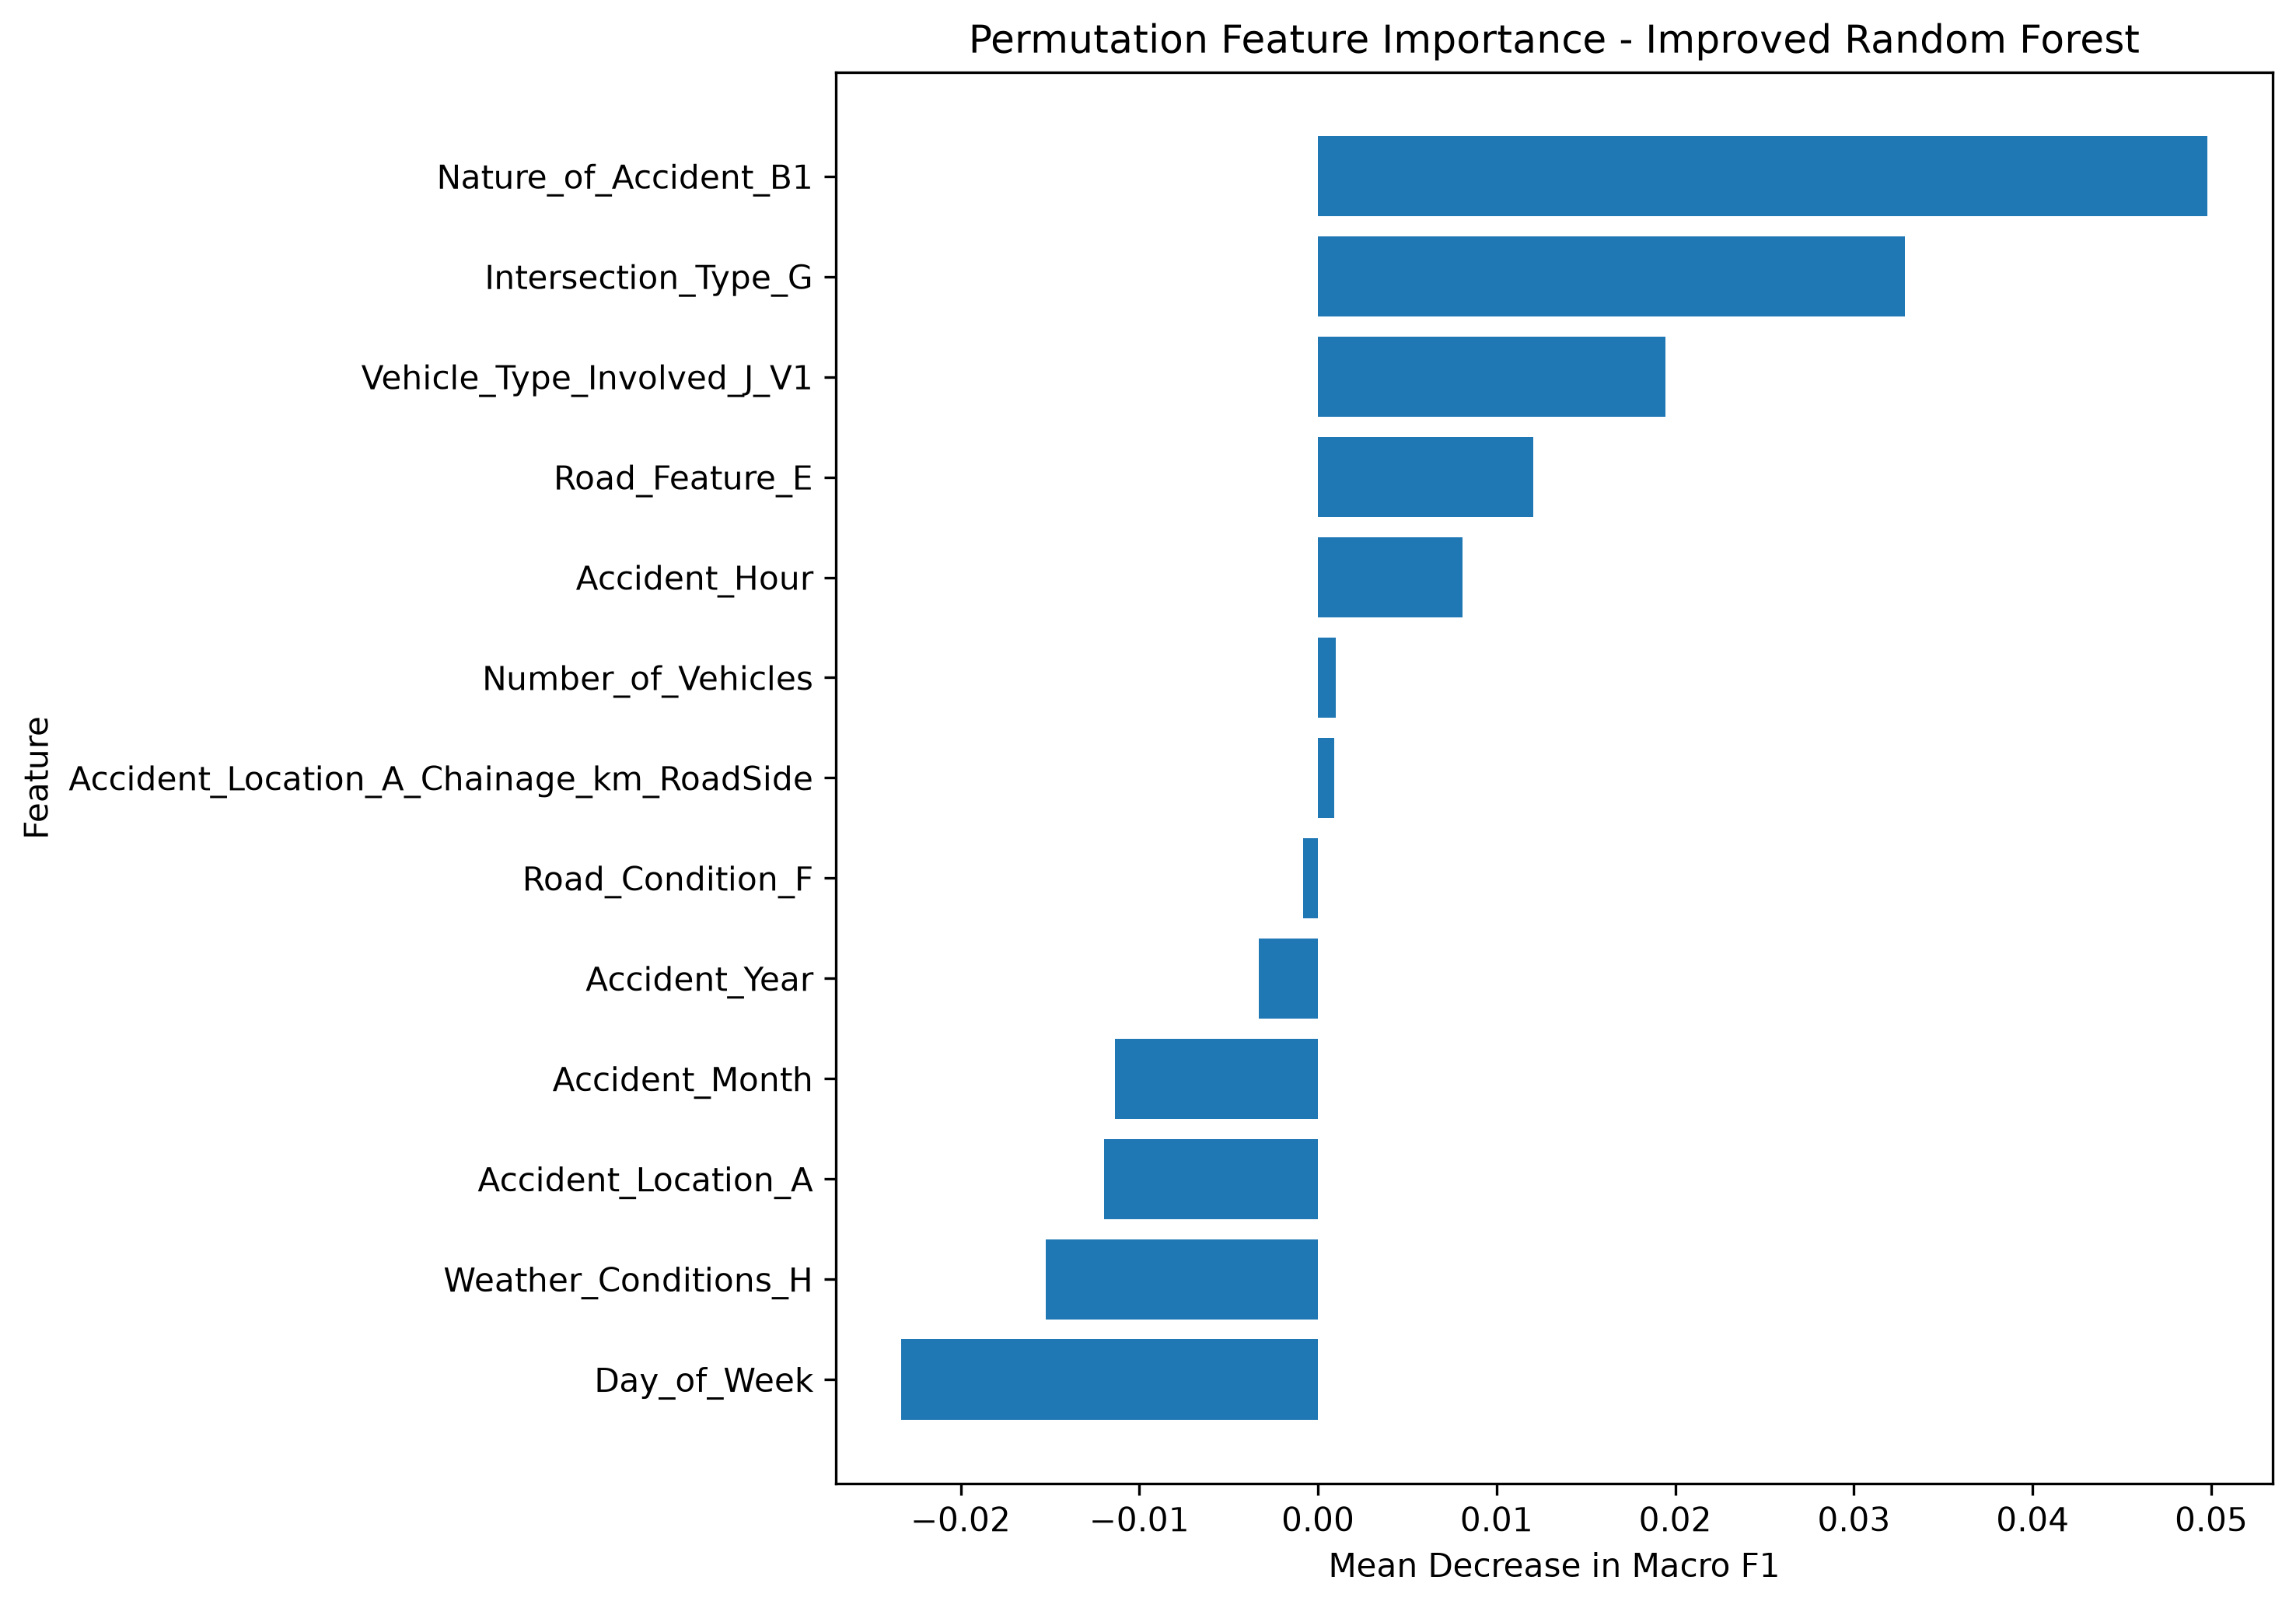 Permutation Feature Importance - Improved Random Forest
Nature_of_Accident_B1
Intersection_Type_G
Vehicle_Type_Involved_J_V1
Road_Feature_E
Accident_Hour
Number_of_Vehicles
Accident_Location_A_Chainage_km_RoadSide
Road_Condition_F
Accident_Year
Accident_Month
Accident_Location_A
Weather_Conditions_H
Day_of_Week
Feature
−0.02 −0.01 0.00 0.01 0.02 0.03 0.04 0.05
Mean Decrease in Macro F1